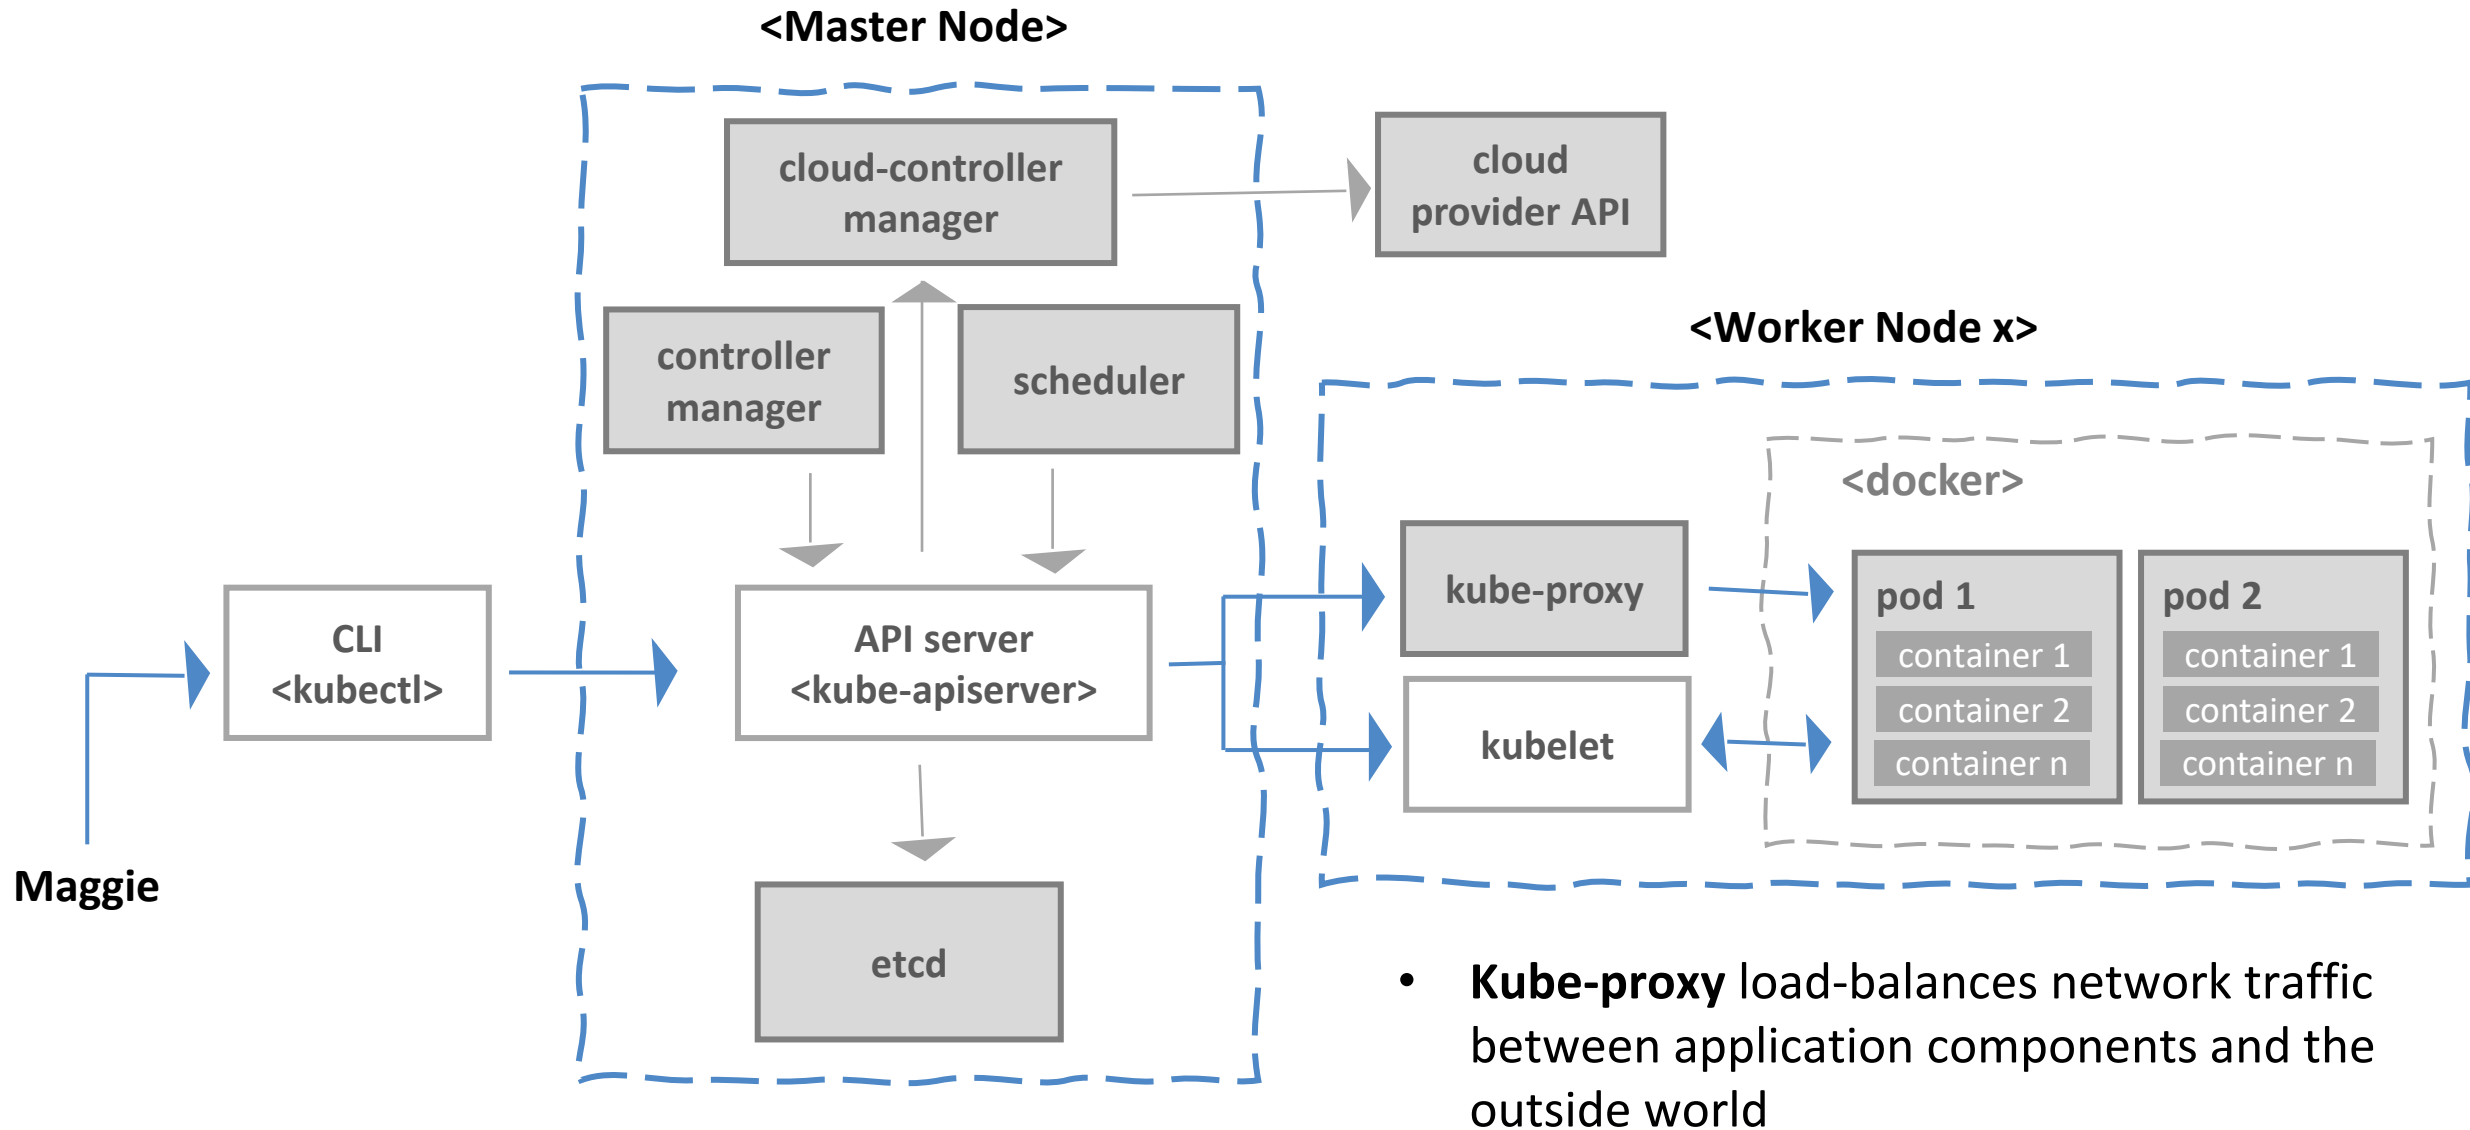 <Master Node>
cloud-controller
manager
cloud
provider API
controller
manager
scheduler
<Worker Node x>
<docker>
CLI
<kubectl>
API server
<kube-apiserver>
kube-proxy
kubelet
pod 1
container 1
container 2
container n
pod 2
container 1
container 2
container n
Maggie
etcd
• Kube-proxy load-balances network traffic
between application components and the
outside world